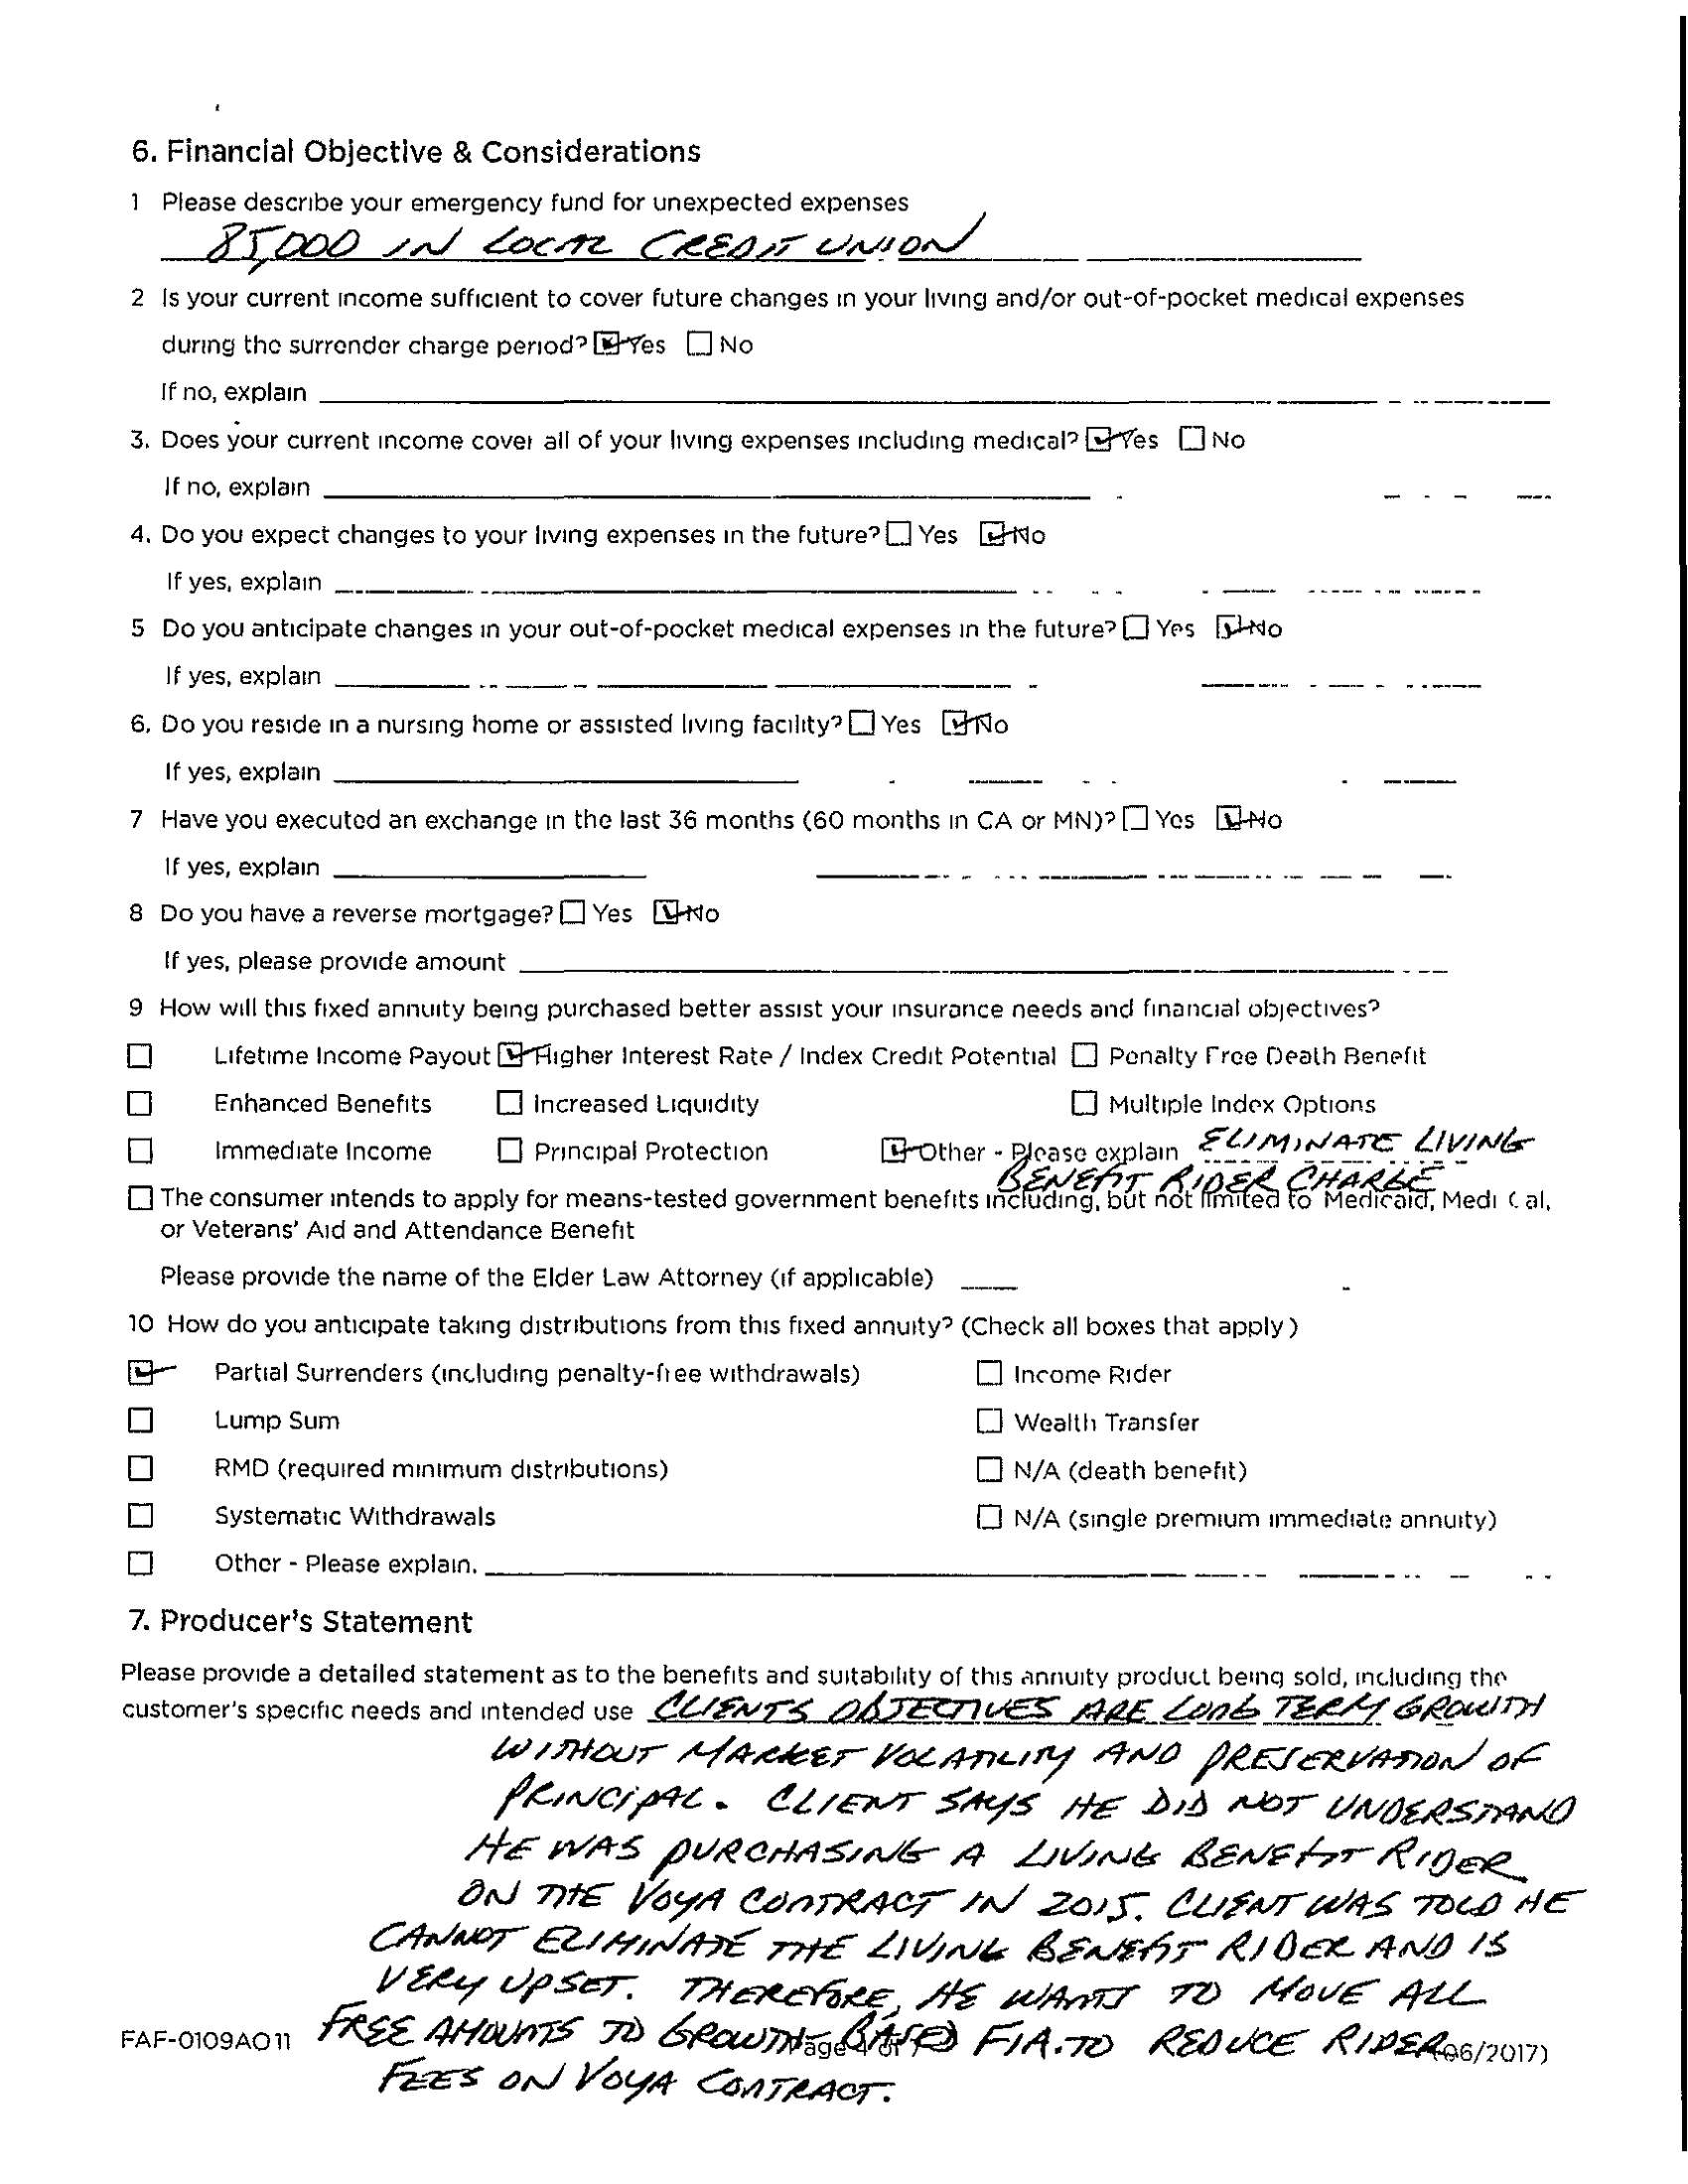 6. Financial Objective & Considerations
1 Please describe your emergency fund for unexpected expenses
85,000 IN LOCAL CREDIT UNION
2 Is your current income sufficient to cover future changes in your living and/or out-of-pocket medical expenses
during the surrender charge period? Yes No
If no, explain
3. Does your current income cover all of your living expenses including medical? Yes No
If no, explain
4. Do you expect changes to your living expenses in the future? Yes No
If yes, explain
5 Do you anticipate changes in your out-of-pocket medical expenses in the future? Yes No
If yes, explain
6. Do you reside in a nursing home or assisted living facility? Yes No
If yes, explain
7 Have you executed an exchange in the last 36 months (60 months in CA or MN)? Yes No
If yes, explain
8 Do you have a reverse mortgage? Yes No
If yes, please provide amount
9 How will this fixed annuity being purchased better assist your insurance needs and financial objectives?
Lifetime Income Payout Higher Interest Rate / Index Credit Potential Penalty Free Death Benefit
Enhanced Benefits Increased Liquidity Multiple Index Options
Immediate Income Principal Protection Other - Please explain ELIMINATE LIVING
BENEFIT RIDER CHARGE
The consumer intends to apply for means-tested government benefits including, but not limited to Medicaid, Medi Cal,
or Veterans' Aid and Attendance Benefit
Please provide the name of the Elder Law Attorney (if applicable)
10 How do you anticipate taking distributions from this fixed annuity? (Check all boxes that apply)
Partial Surrenders (including penalty-free withdrawals) Income Rider
Lump Sum Wealth Transfer
RMD (required minimum distributions) N/A (death benefit)
Systematic Withdrawals N/A (single premium immediate annuity)
Other - Please explain.
7. Producer's Statement
Please provide a detailed statement as to the benefits and suitability of this annuity product being sold, including the
customer's specific needs and intended use CLIENTS OBJECTIVES ARE LONG TERM GROWTH
WITHOUT MARKET VOLATILITY AND PRESERVATION OF
PRINCIPAL. CLIENT SAYS HE DID NOT UNDERSTAND
HE WAS PURCHASING A LIVING BENEFIT RIDER
ON THE VOYA CONTRACT IN 2015. CLIENT WAS TOLD HE
CANNOT ELIMINATE THE LIVING BENEFIT RIDER AND IS
VERY UPSET. THEREFORE, HE WANTS TO MOVE ALL
FREE AMOUNTS TO GROWTH BASED FIA. TO REDUCE RIDER
FAF-0109AO 11 (06/2017)
FEES ON VOYA CONTRACT.